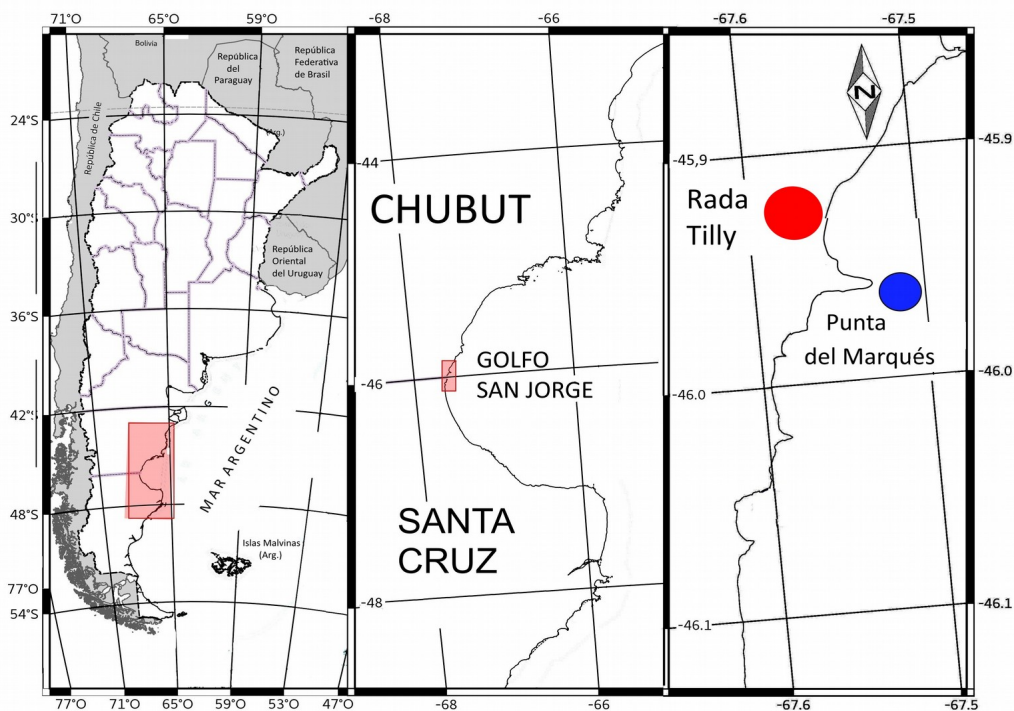 71°O 65°O 59°O
-68 -66
-67.6 -67.5
Bolivia
República
del
Paraguay
República
Federativa
de Brasil
República de Chile
(Arg.)
24°S
30°S
36°S
42°S
48°S
77°O
54°S
República
Oriental
del Uruguay
MAR ARGENTINO
G
Islas Malvinas
(Arg.)
77°O 71°O 65°O 59°O 53°O 47°O
-44
CHUBUT
GOLFO
SAN JORGE
-46
SANTA
CRUZ
-48
-68 -66
N
-45,9
-45.9
Rada
Tilly
Punta
del Marqués
-46.0
-46.0
-46.1
-46.1
-67.6 -67.5